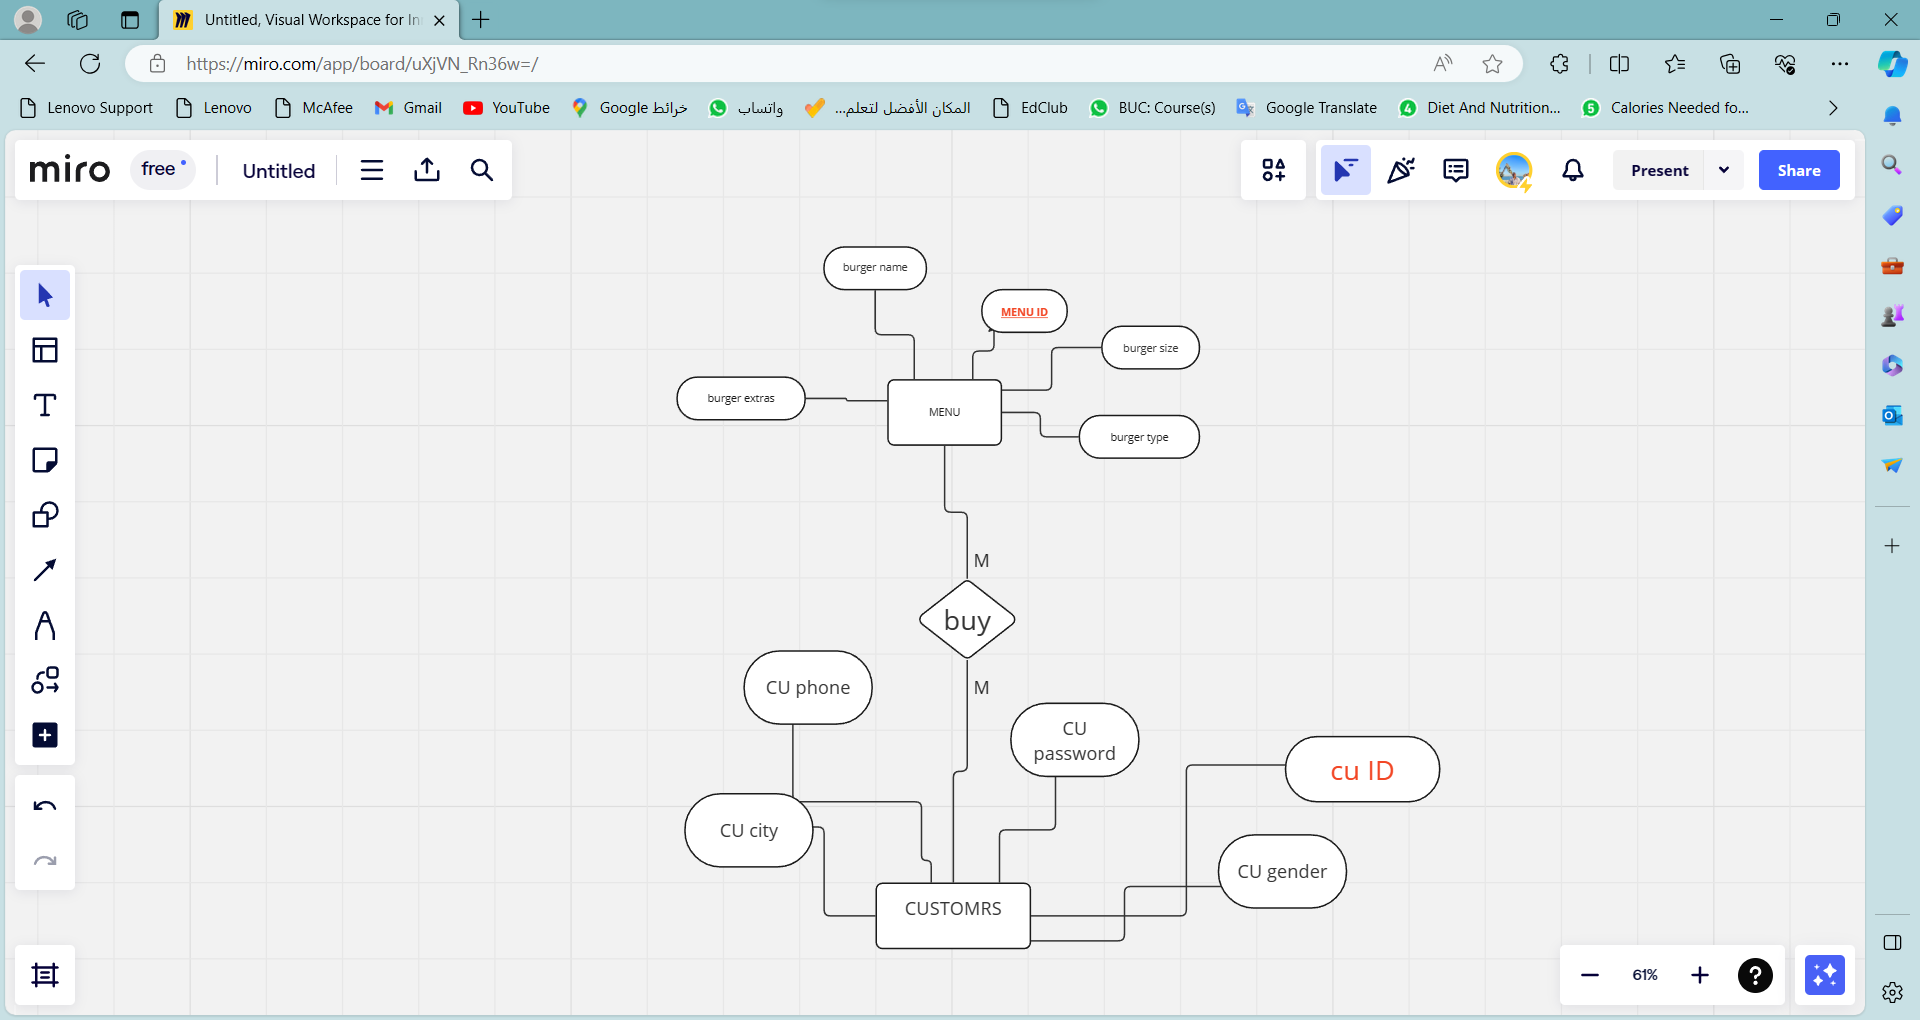 Untitled, Visual Workspace for In
https://miro.com/app/board/uXjVN_Rn36w=/
Lenovo Support
Lenovo
McAfee
Gmail
YouTube
خرائط Google
واتساب
المكان الأفضل لتعلم...
EdClub
BUC: Course(s)
Google Translate
4
Diet And Nutrition...
5
Calories Needed fo...
miro
free
Untitled
Present
Share
burger name
MENU ID
burger size
burger extras
MENU
burger type
M
buy
M
CU phone
CU
password
cu ID
CU city
CU gender
CUSTOMRS
61%